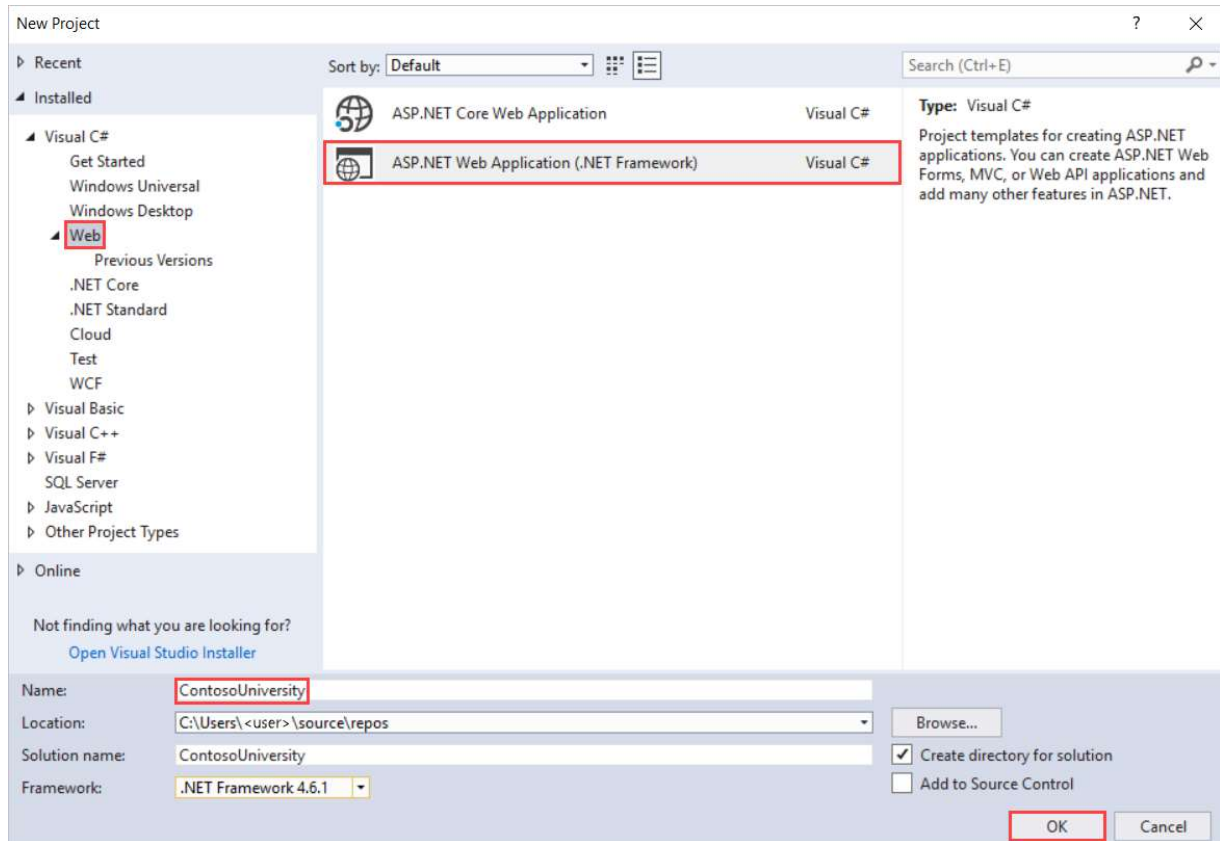 New Project
?
Recent
Installed
Visual C#
Get Started
Windows Universal
Windows Desktop
Web
Previous Versions
.NET Core
.NET Standard
Cloud
Test
WCF
Visual Basic
Visual C++
Visual F#
SQL Server
JavaScript
Other Project Types
Online
Not finding what you are looking for?
Open Visual Studio Installer
Sort by: Default
ASP.NET Core Web Application Visual C#
ASP.NET Web Application (.NET Framework) Visual C#
Search (Ctrl+E)
Type: Visual C#
Project templates for creating ASP.NET
applications. You can create ASP.NET Web
Forms, MVC, or Web API applications and
add many other features in ASP.NET.
Name: ContosoUniversity
Location: C:\Users\<user>\source\repos
Browse...
Solution name: ContosoUniversity
Create directory for solution
Framework: .NET Framework 4.6.1
Add to Source Control
OK Cancel